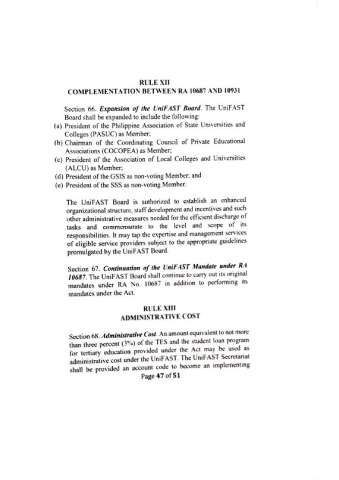 RULE XII
COMPLEMENTATION BETWEEN RA 10687 AND 10931
Section 66. Expansion of the UniFAST Board. The UniFAST
Board shall be expanded to include the following:
(a) President of the Philippine Association of State Universities and
Colleges (PASUC) as Member;
(b) Chairman of the Coordinating Council of Private Educational
Associations (COCOPEA) as Member;
(c) President of the Association of Local Colleges and Universities
(ALCU) as Member;
(d) President of the GSIS as non-voting Member; and
(e) President of the SSS as non-voting Member.
The UniFAST Board is authorized to establish an enhanced
organizational structure, staff development and incentives and such
other administrative measures needed for the efficient discharge of
tasks and commensurate to the level and scope of its
responsibilities. It may tap the expertise and management services
of eligible service providers subject to the appropriate guidelines
promulgated by the UniFAST Board.
Section 67. Continuation of the UniFAST Mandate under RA
10687. The UniFAST Board shall continue to carry out its original
mandates under RA No. 10687 in addition to performing its
mandates under the Act.
RULE XIII
ADMINISTRATIVE COST
Section 68. Administrative Cost. An amount equivalent to not more
than three percent (3%) of the TES and the student loan program
for tertiary education provided under the Act may be used as
administrative cost under the UniFAST. The UniFAST Secretariat
shall be provided an account code to become an implementing
Page 47 of 51